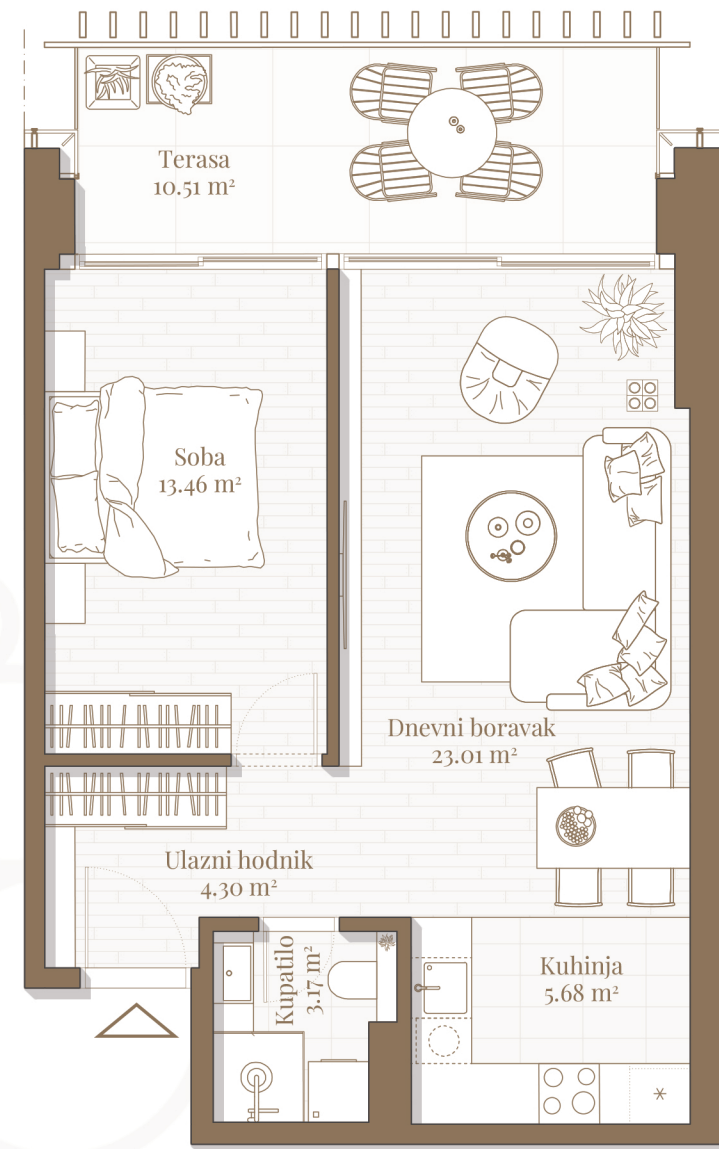 Terasa
10.51 m²
Soba
13.46 m²
Dnevni boravak
23.01 m²
Ulazni hodnik
4.30 m²
Kupatilo
3.17 m²
Kuhinja
5.68 m²